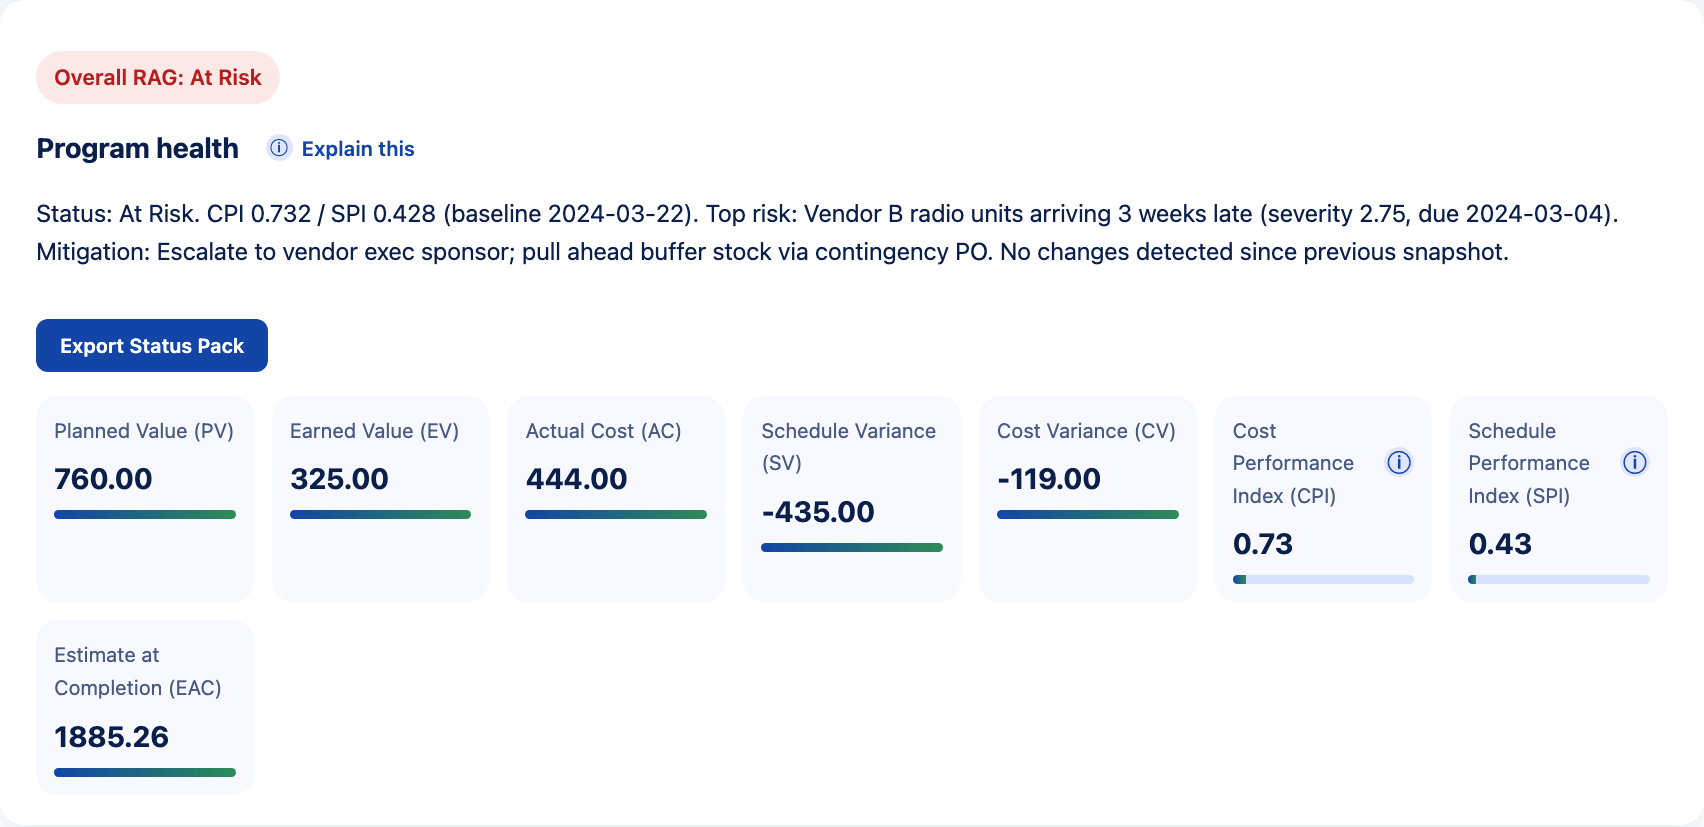 Overall RAG: At Risk
Program health
Explain this
Status: At Risk. CPI 0.732 / SPI 0.428 (baseline 2024-03-22). Top risk: Vendor B radio units arriving 3 weeks late (severity 2.75, due 2024-03-04).
Mitigation: Escalate to vendor exec sponsor; pull ahead buffer stock via contingency PO. No changes detected since previous snapshot.
Export Status Pack
Planned Value (PV)
760.00
Earned Value (EV)
325.00
Actual Cost (AC)
444.00
Schedule Variance
(SV)
-435.00
Cost Variance (CV)
-119.00
Cost
Performance
Index (CPI)
0.73
Schedule
Performance
Index (SPI)
0.43
Estimate at
Completion (EAC)
1885.26